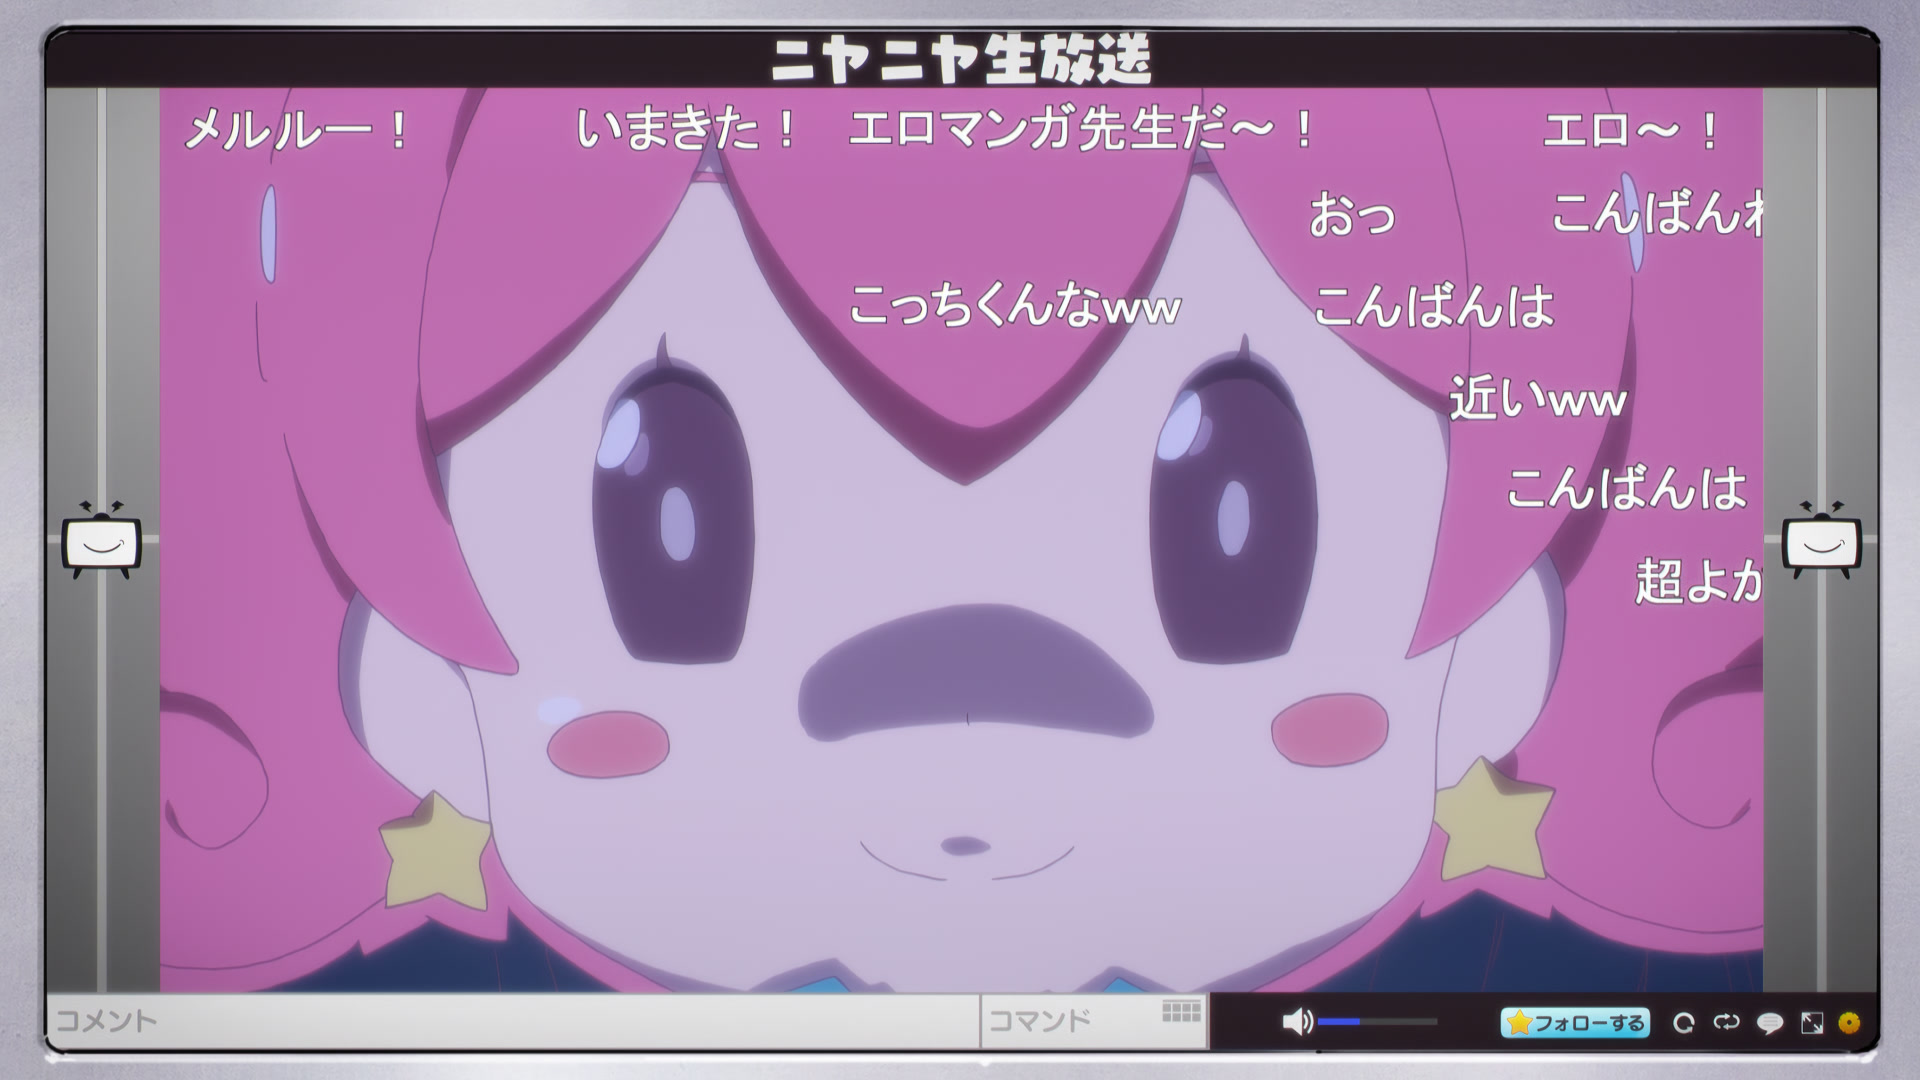 ニヤニヤ生放送
メルルー！ いまきた！ エロマンガ先生だ～！ エロ～！
おっ こんばんわ
こっちくんなww こんばんは
近いww
こんばんは
超よか
コメント コマンド フォローする